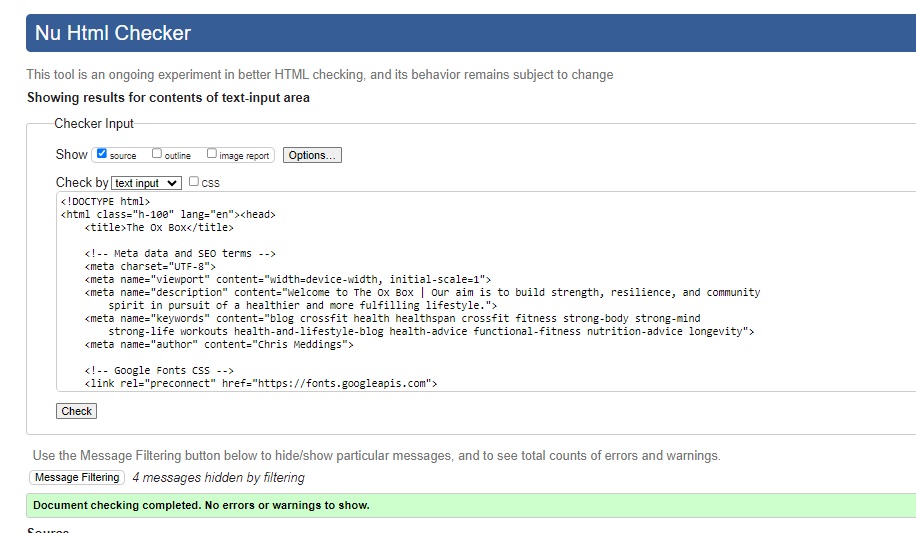 Nu Html Checker
This tool is an ongoing experiment in better HTML checking, and its behavior remains subject to change
Showing results for contents of text-input area
Checker Input
Show source outline image report Options...
Check by text input CSS
<!DOCTYPE html>
<html class="h-100" lang="en"><head>
<title>The Ox Box</title>
<!-- Meta data and SEO terms -->
<meta charset="UTF-8">
<meta name="viewport" content="width=device-width, initial-scale=1">
<meta name="description" content="Welcome to The Ox Box | Our aim is to build strength, resilience, and community
spirit in pursuit of a healthier and more fulfilling lifestyle.">
<meta name="keywords" content="blog crossfit health healthspan crossfit fitness strong-body strong-mind
strong-life workouts health-and-lifestyle-blog health-advice functional-fitness nutrition-advice longevity">
<meta name="author" content="Chris Meddings">
<!-- Google Fonts CSS -->
<link rel="preconnect" href="https://fonts.googleapis.com">
Check
Use the Message Filtering button below to hide/show particular messages, and to see total counts of errors and warnings.
Message Filtering 4 messages hidden by filtering
Document checking completed. No errors or warnings to show.
Source